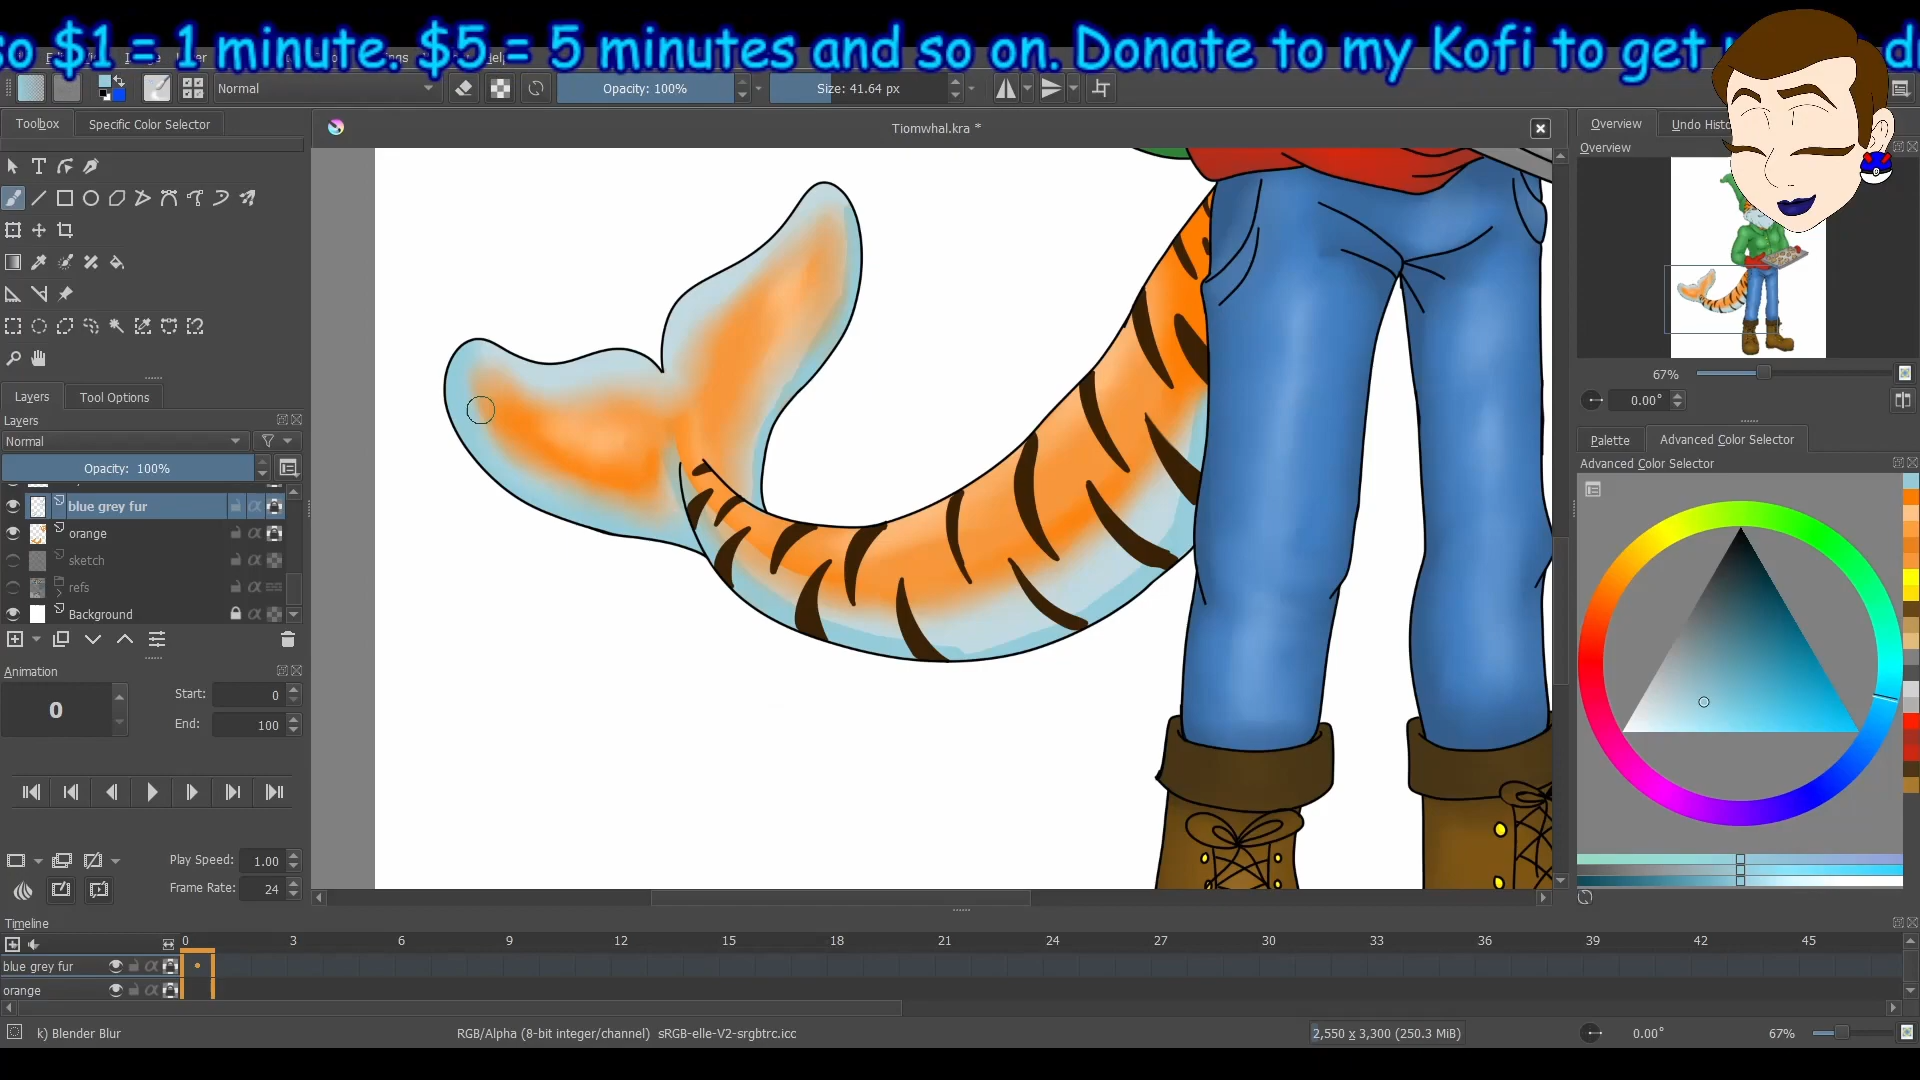 so $1 = 1 minute. $5 = 5 minutes and so on. Donate to my Kofi to get
Normal
Opacity: 100%
Size: 41.64 px
Toolbox
Specific Color Selector
Tiomwhal.kra *
Overview
Undo Histo
Overview
67%
0.00°
Layers
Tool Options
Layers
Normal
Opacity: 100%
blue grey fur
orange
sketch
refs
Background
Palette
Advanced Color Selector
Advanced Color Selector
Animation
0
Start:
0
End:
100
Play Speed:
1.00
Frame Rate:
24
Timeline
0 3 6 9 12 15 18 21 24 27 30 33 36 39 42 45
blue grey fur
orange
k) Blender Blur
RGB/Alpha (8-bit integer/channel) sRGB-elle-V2-srgbtrc.icc
2,550 x 3,300 (250.3 MiB)
0.00°
67%